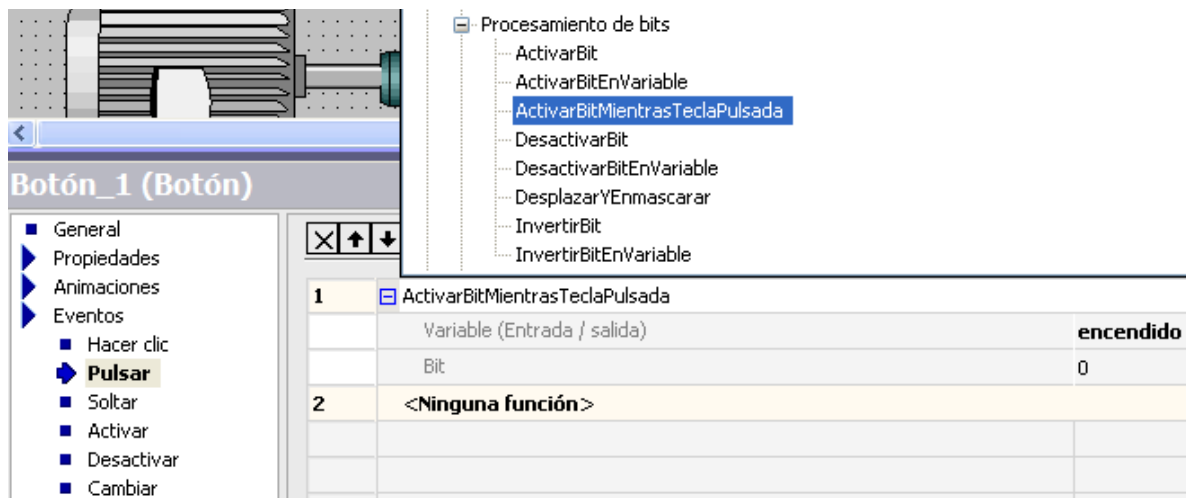 Procesamiento de bits
ActivarBit
ActivarBitEnVariable
ActivarBitMientrasTeclaPulsada
DesactivarBit
DesactivarBitEnVariable
DesplazarYEnmascarar
InvertirBit
InvertirBitEnVariable
Botón_1 (Botón)
General
Propiedades
Animaciones
Eventos
Hacer clic
Pulsar
Soltar
Activar
Desactivar
Cambiar
1 ActivarBitMientrasTeclaPulsada
Variable (Entrada / salida) encendido
Bit 0
2 <Ninguna función>